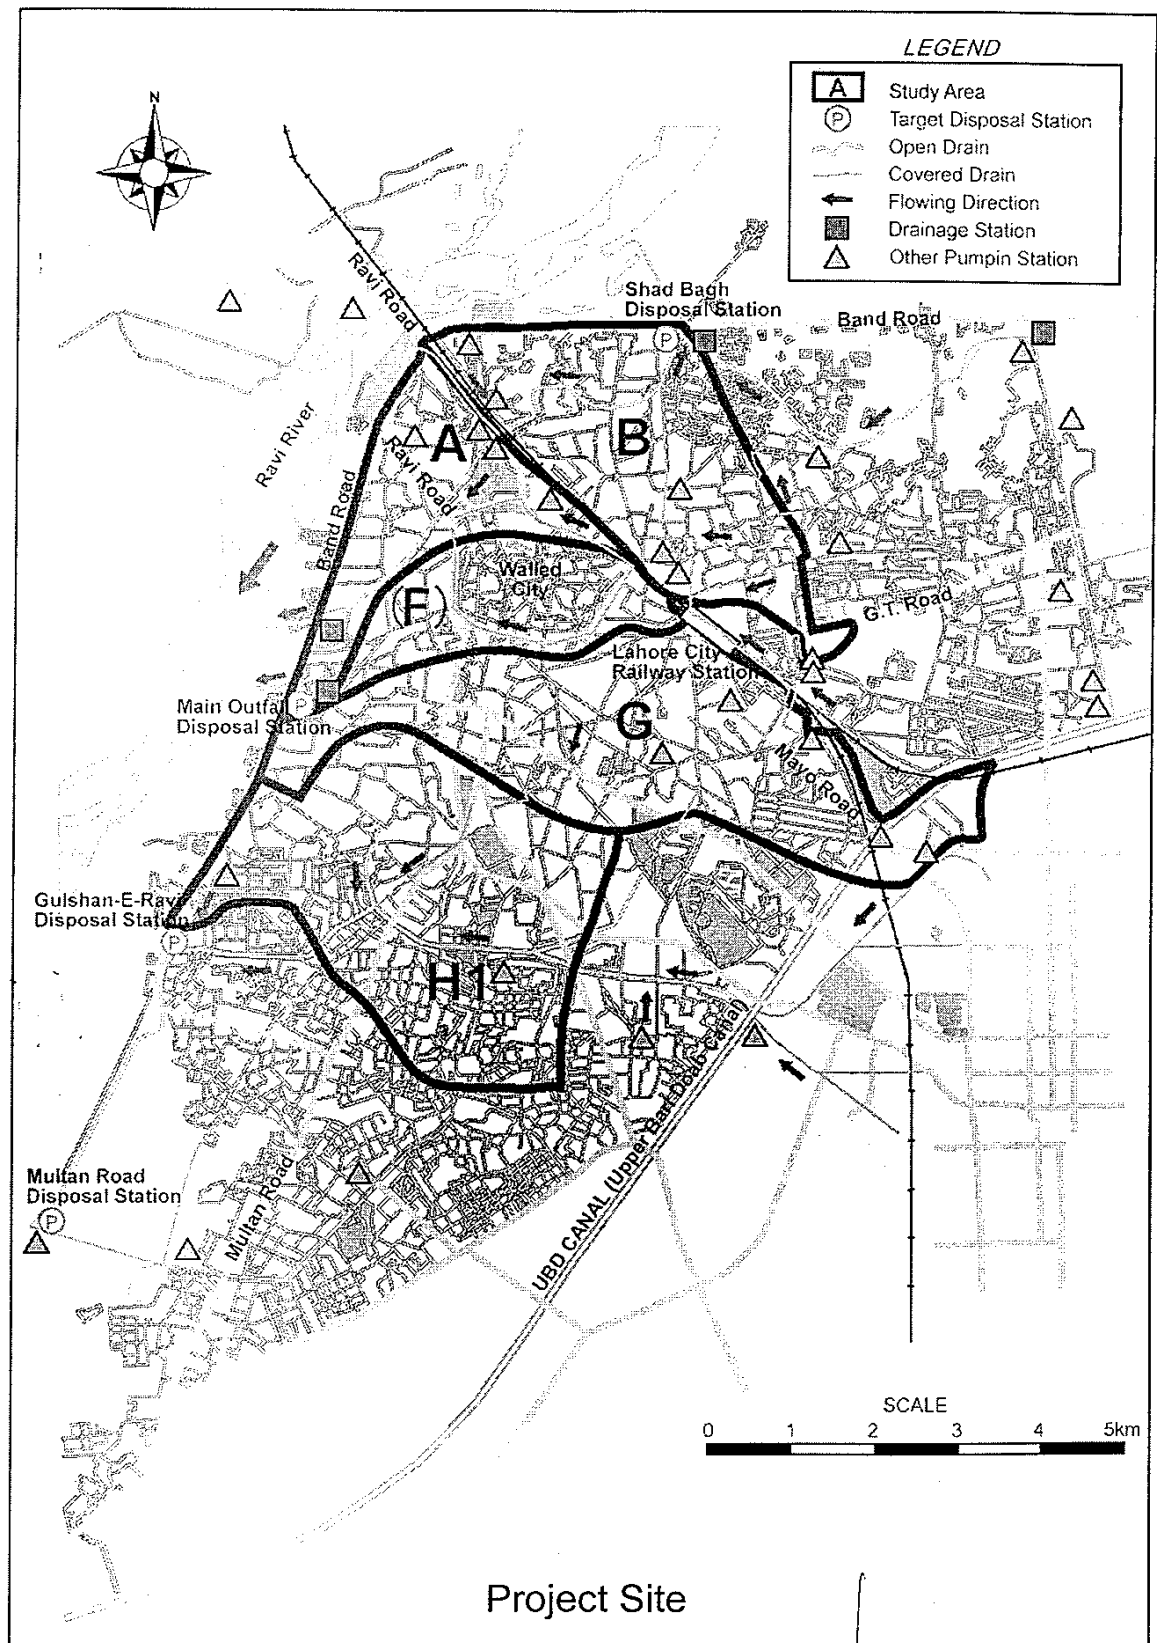 LEGEND
A
Study Area
P
Target Disposal Station
Open Drain
Covered Drain
Flowing Direction
Drainage Station
Other Pumpin Station
N
Ravi Road
Shad Bagh
Disposal Station
P
Band Road
Ravi River
A
B
Ravi Road
Band Road
Walled
City
(F)
G.T. Road
Lahore City
Railway Station
Main Outfall
Disposal Station
P
G
Mayo Road
Gulshan-E-Ravi
Disposal Station
P
H1
UBD CANAL (Upper Bari Doab Canal)
Multan Road
Disposal Station
P
Multan Road
SCALE
0 1 2 3 4 5km
Project Site